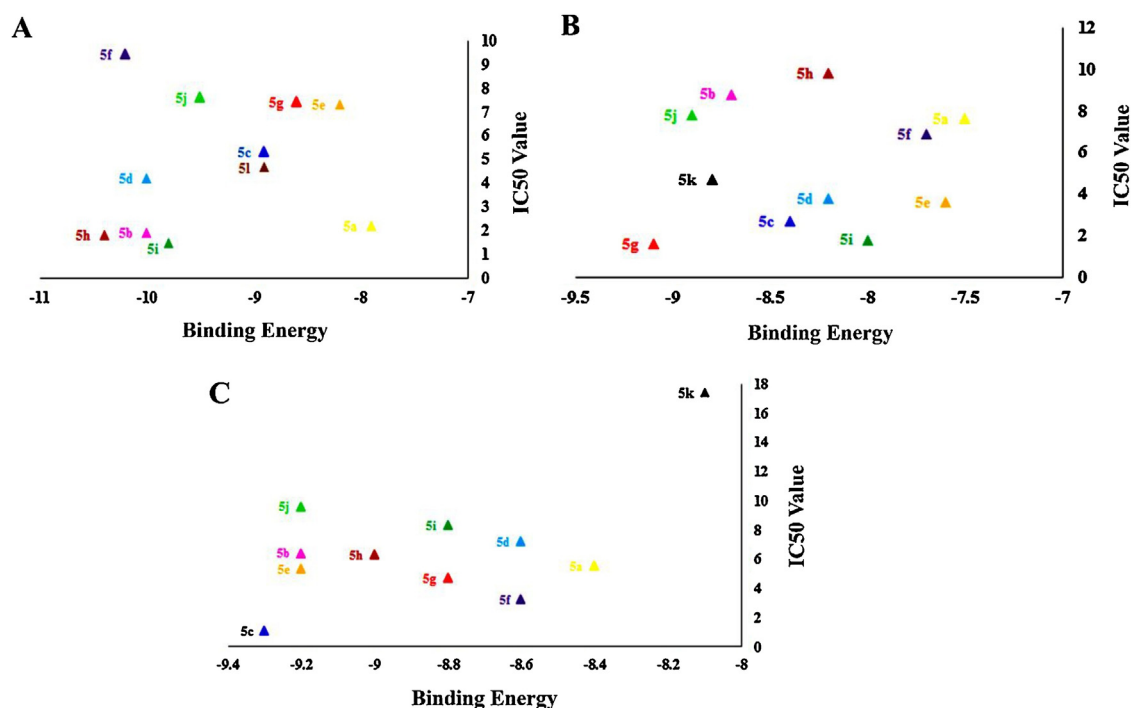 A
10
9
8
7
6
5
4
3
2
1
0
IC50 Value
5f
5j
5g
5e
5c
5l
5d
5a
5h
5b
5i
-11 -10 -9 -8 -7
Binding Energy
B
12
10
8
6
4
2
0
IC50 Value
5h
5b
5j
5a
5f
5k
5d
5e
5c
5i
5g
-9.5 -9 -8.5 -8 -7.5 -7
Binding Energy
C
18
16
14
12
10
8
6
4
2
0
IC50 Value
5k
5j
5i
5d
5b
5h
5e
5a
5g
5f
5c
-9.4 -9.2 -9 -8.8 -8.6 -8.4 -8.2 -8
Binding Energy